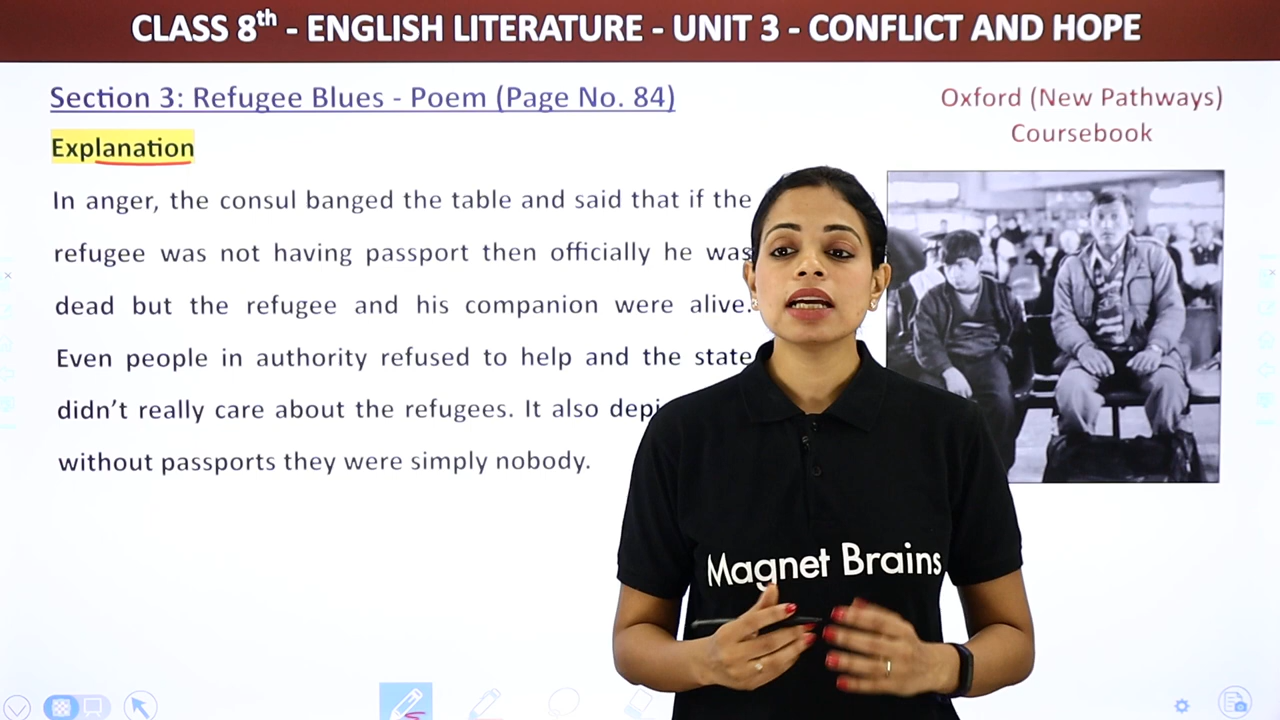 CLASS 8th - ENGLISH LITERATURE - UNIT 3 - CONFLICT AND HOPE
Section 3: Refugee Blues - Poem (Page No. 84)
Oxford (New Pathways)
Coursebook
Explanation
In anger, the consul banged the table and said that if the
refugee was not having passport then officially he was
dead but the refugee and his companion were alive.
Even people in authority refused to help and the state
didn't really care about the refugees. It also
without passports they were simply nobody.
Magnet Brains